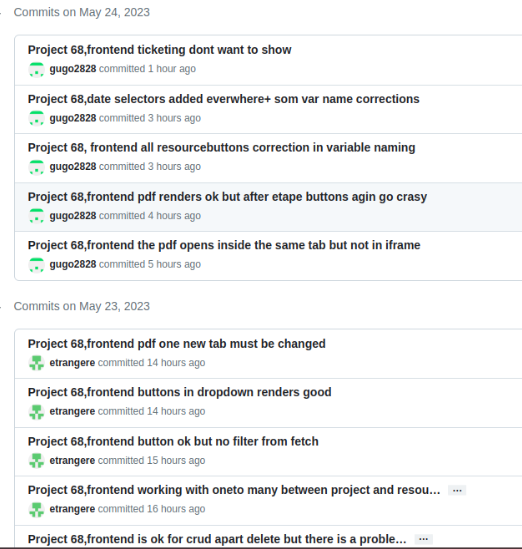 Commits on May 24, 2023
Project 68,frontend ticketing dont want to show
gugo2828 committed 1 hour ago
Project 68,date selectors added everwhere+ som var name corrections
gugo2828 committed 3 hours ago
Project 68, frontend all resourcebuttons correction in variable naming
gugo2828 committed 3 hours ago
Project 68,frontend pdf renders ok but after etape buttons agin go crasy
gugo2828 committed 4 hours ago
Project 68,frontend the pdf opens inside the same tab but not in iframe
gugo2828 committed 5 hours ago
Commits on May 23, 2023
Project 68,frontend pdf one new tab must be changed
etrangere committed 14 hours ago
Project 68,frontend buttons in dropdown renders good
etrangere committed 14 hours ago
Project 68,frontend button ok but no filter from fetch
etrangere committed 15 hours ago
Project 68,frontend working with oneto many between project and resou… …
etrangere committed 16 hours ago
Project 68,frontend is ok for crud apart delete but there is a proble… …